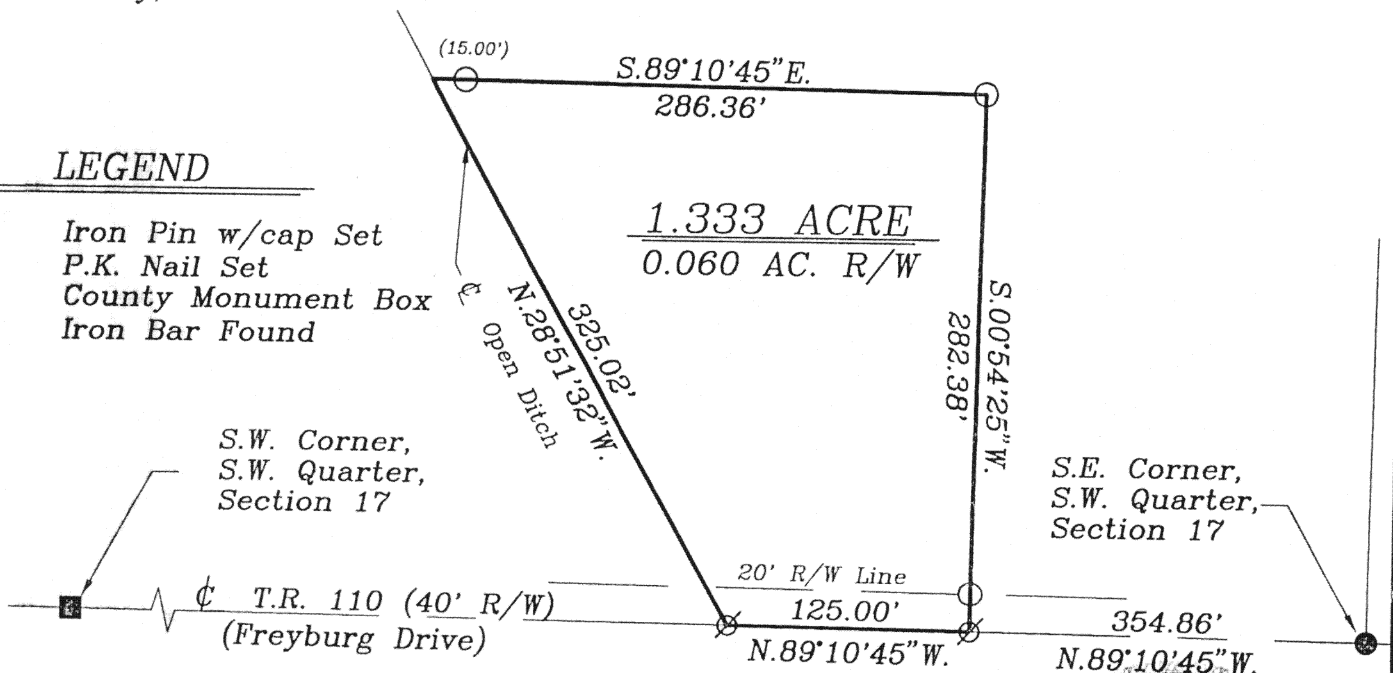 (15.00')
S.89°10'45"E.
286.36'
LEGEND
Iron Pin w/cap Set
P.K. Nail Set
County Monument Box
Iron Bar Found
1.333 ACRE
0.060 AC. R/W
325.02'
N.28°51'32"W.
℄ Open Ditch
S.00°54'25"W.
282.38'
S.W. Corner,
S.W. Quarter,
Section 17
S.E. Corner,
S.W. Quarter,
Section 17
20' R/W Line
℄ T.R. 110 (40' R/W)
(Freyburg Drive)
125.00'
N.89°10'45"W.
354.86'
N.89°10'45"W.